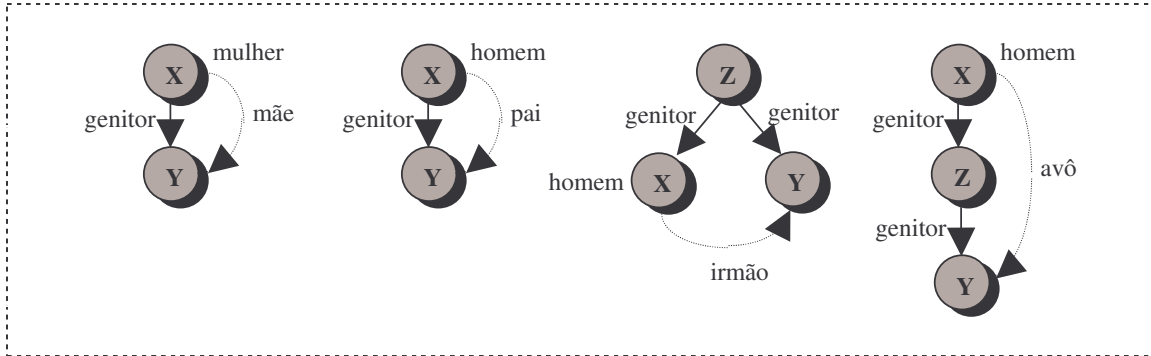 X mulher
genitor mãe
Y
X homem
genitor pai
Y
Z
genitor genitor
homem X Y
irmão
X homem
genitor
Z avô
genitor
Y